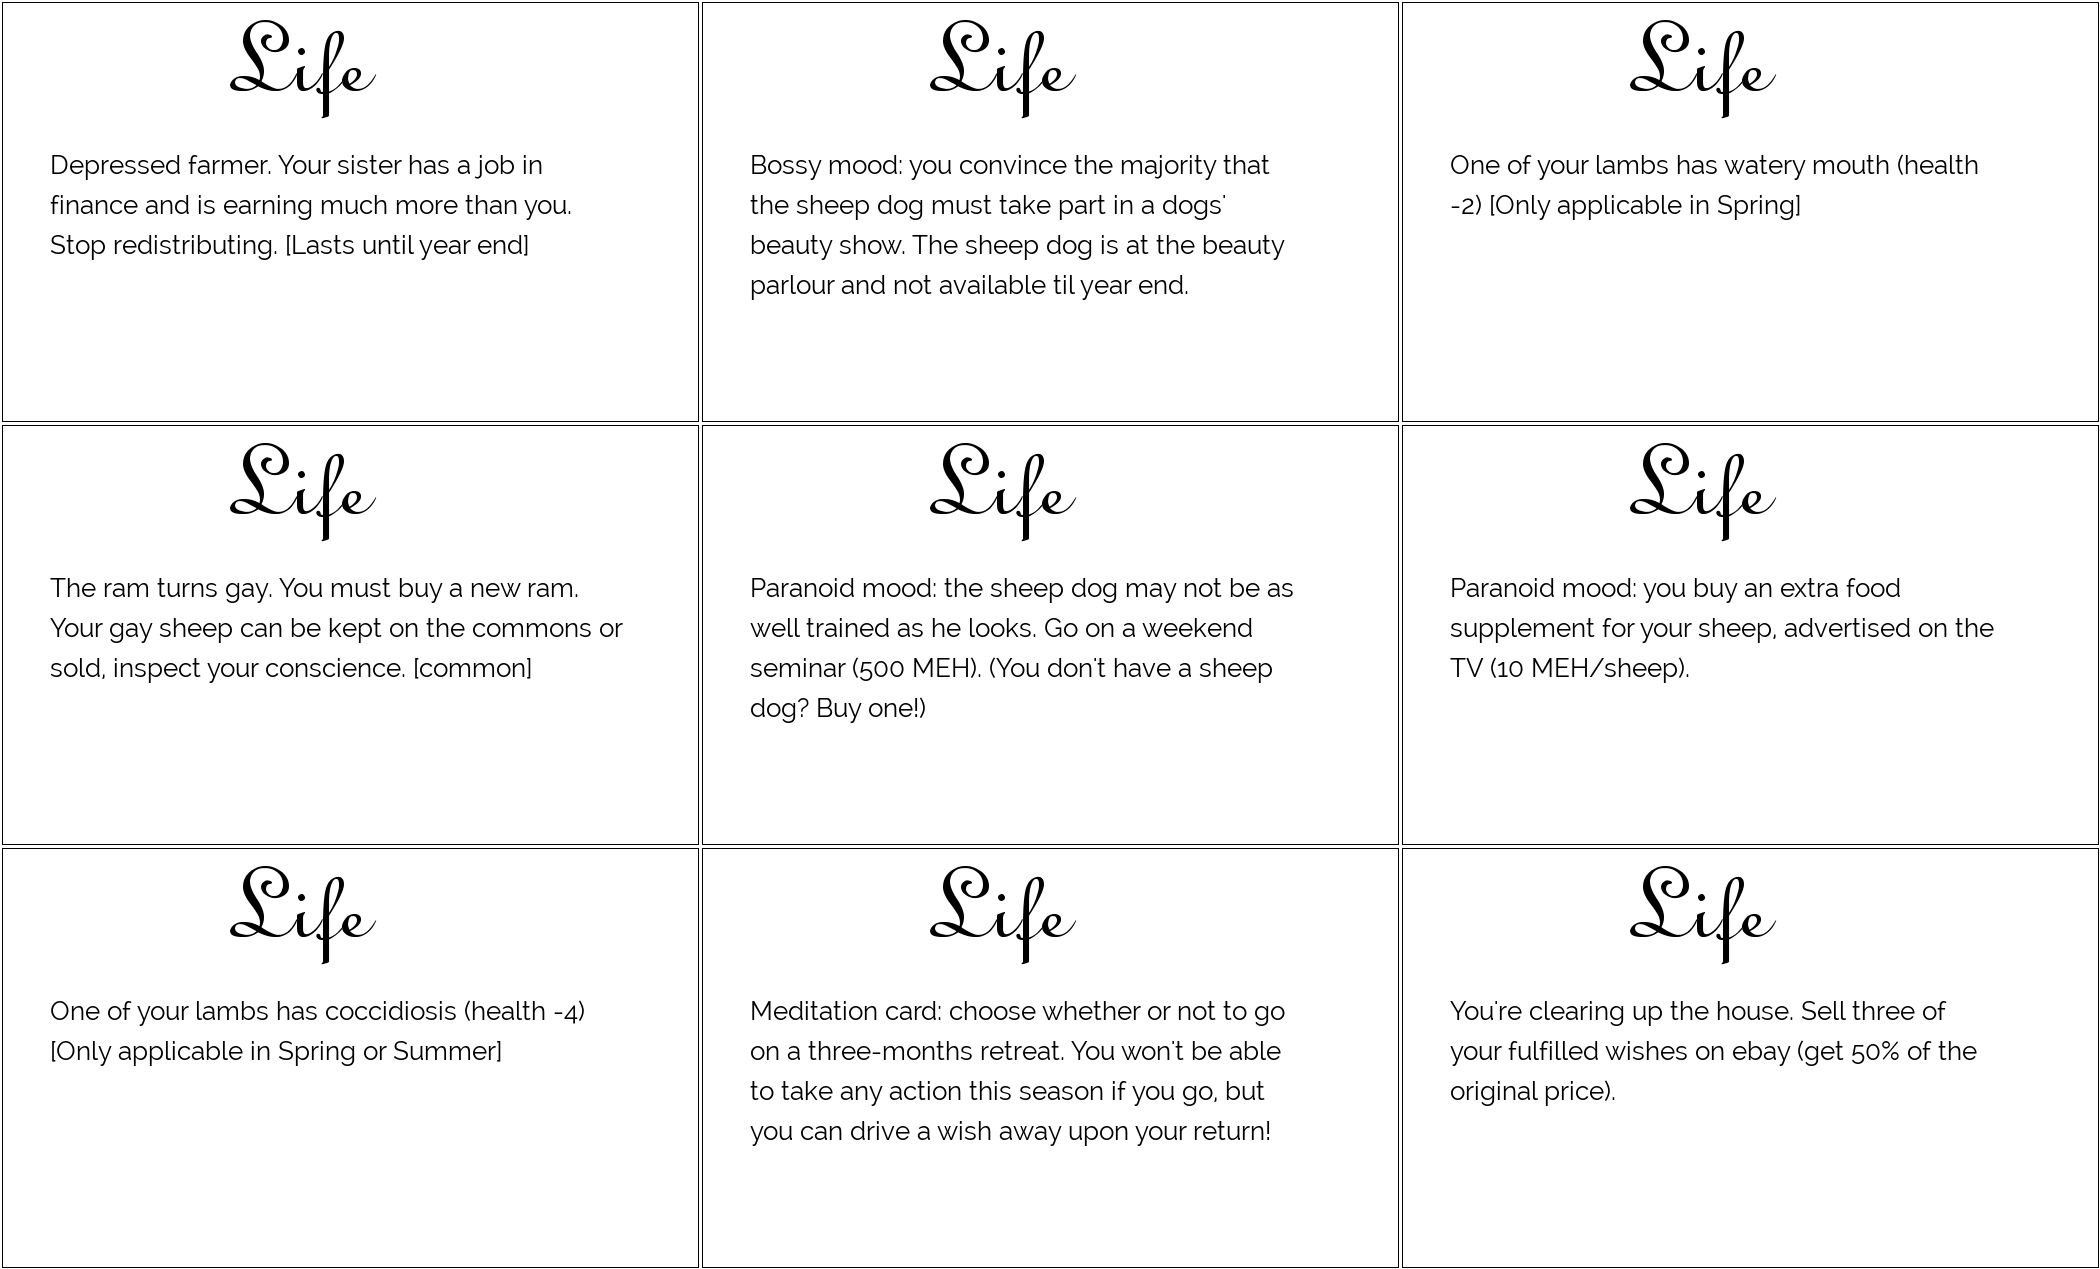 Life
Depressed farmer. Your sister has a job in
finance and is earning much more than you.
Stop redistributing. [Lasts until year end]
Life
Bossy mood: you convince the majority that
the sheep dog must take part in a dogs'
beauty show. The sheep dog is at the beauty
parlour and not available til year end.
Life
One of your lambs has watery mouth (health
-2) [Only applicable in Spring]
Life
The ram turns gay. You must buy a new ram.
Your gay sheep can be kept on the commons or
sold, inspect your conscience. [common]
Life
Paranoid mood: the sheep dog may not be as
well trained as he looks. Go on a weekend
seminar (500 MEH). (You don't have a sheep
dog? Buy one!)
Life
Paranoid mood: you buy an extra food
supplement for your sheep, advertised on the
TV (10 MEH/sheep).
Life
One of your lambs has coccidiosis (health -4)
[Only applicable in Spring or Summer]
Life
Meditation card: choose whether or not to go
on a three-months retreat. You won't be able
to take any action this season if you go, but
you can drive a wish away upon your return!
Life
You're clearing up the house. Sell three of
your fulfilled wishes on ebay (get 50% of the
original price).